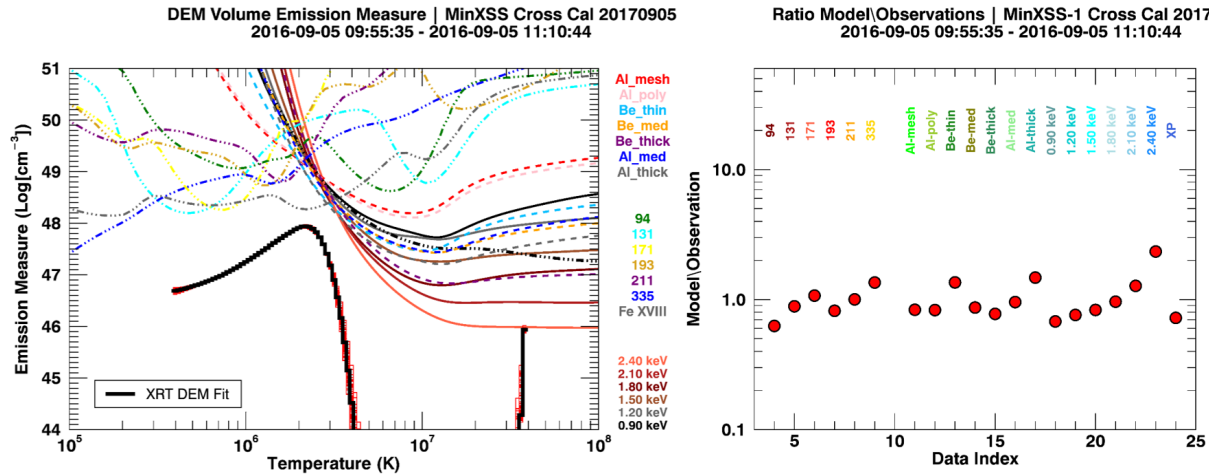 DEM Volume Emission Measure | MinXSS Cross Cal 20170905
2016-09-05 09:55:35 - 2016-09-05 11:10:44
51
50
49
48
47
46
45
44
Emission Measure (Log[cm⁻³])
XRT DEM Fit
10⁵
10⁶
10⁷
10⁸
Temperature (K)
Al_mesh
Al_poly
Be_thin
Be_med
Be_thick
Al_med
Al_thick
94
131
171
193
211
335
Fe XVIII
2.40 keV
2.10 keV
1.80 keV
1.50 keV
1.20 keV
0.90 keV
Ratio Model\Observations | MinXSS-1 Cross Cal 2017
2016-09-05 09:55:35 - 2016-09-05 11:10:44
94
131
171
193
211
335
Al-mesh
Al-poly
Be-thin
Be-med
Be-thick
Al-med
Al-thick
0.90 keV
1.20 keV
1.50 keV
1.80 keV
2.10 keV
2.40 keV
XP
10.0
1.0
0.1
Model\Observation
5
10
15
20
25
Data Index